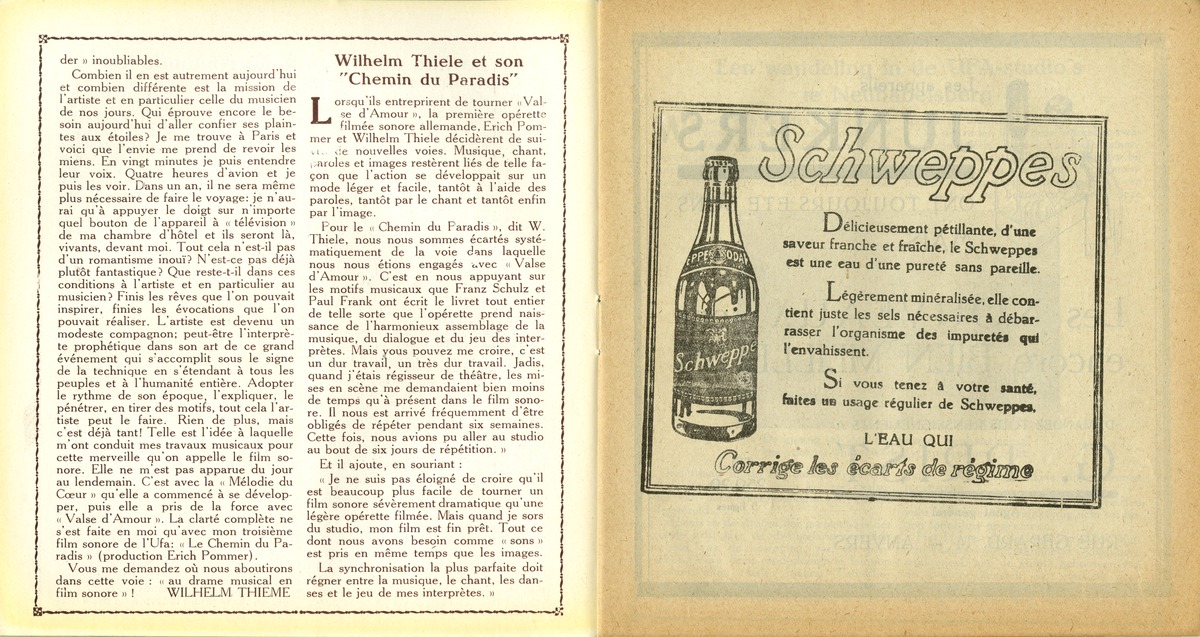 der » inoubliables.
Combien il en est autrement aujourd'hui
et combien différente est la mission de
l'artiste et en particulier celle du musicien
de nos jours. Qui éprouve encore le be-
soin aujourd'hui d'aller confier ses plain-
tes aux étoiles? Je me trouve à Paris et
voici que l'envie me prend de revoir les
miens. En vingt minutes je puis entendre
leur voix. Quatre heures d'avion et je
puis les voir. Dans un an, il ne sera même
plus nécessaire de faire le voyage: je n'au-
rai qu'à appuyer le doigt sur n'importe
quel bouton de l'appareil à « télévision »
de ma chambre d'hôtel et ils seront là,
vivants, devant moi. Tout cela n'est-il pas
d'un romantisme inouï? N'est-ce pas déjà
plutôt fantastique? Que reste-t-il dans ces
conditions à l'artiste et en particulier au
musicien? Finis les rêves que l'on pouvait
inspirer, finies les évocations que l'on
pouvait réaliser. L'artiste est devenu un
modeste compagnon; peut-être l'interprè-
te prophétique dans son art de ce grand
événement qui s'accomplit sous le signe
de la technique en s'étendant à tous les
peuples et à l'humanité entière. Adopter
le rythme de son époque, l'expliquer, le
pénétrer, en tirer des motifs, tout cela l'ar-
tiste peut le faire. Rien de plus, mais
c'est déjà tant! Telle est l'idée à laquelle
m'ont conduit mes travaux musicaux pour
cette merveille qu'on appelle le film so-
nore. Elle ne m'est pas apparue du jour
au lendemain. C'est avec la « Mélodie du
Cœur » qu'elle a commencé à se dévelop-
per, puis elle a pris de la force avec
« Valse d'Amour ». La clarté complète ne
s'est faite en moi qu'avec mon troisième
film sonore de l'Ufa: « Le Chemin du Pa-
radis » (production Erich Pommer).
Vous me demandez où nous aboutirons
dans cette voie : « au drame musical en
film sonore » ! WILHELM THIEME
Wilhelm Thiele et son
"Chemin du Paradis"
Lorsqu'ils entreprirent de tourner « Val-
se d'Amour », la première opérette
filmée sonore allemande, Erich Pom-
mer et Wilhelm Thiele décidèrent de sui-
de nouvelles voies. Musique, chant,
paroles et images restèrent liés de telle fa-
çon que l'action se développait sur un
mode léger et facile, tantôt à l'aide des
paroles, tantôt par le chant et tantôt enfin
par l'image.
Pour le « Chemin du Paradis », dit W.
Thiele, nous nous sommes écartés systé-
matiquement de la voie dans laquelle
nous nous étions engagés avec « Valse
d'Amour ». C'est en nous appuyant sur
les motifs musicaux que Franz Schulz et
Paul Frank ont écrit le livret tout entier
de telle sorte que l'opérette prend nais-
sance de l'harmonieux assemblage de la
musique, du dialogue et du jeu des inter-
prètes. Mais vous pouvez me croire, c'est
un dur travail, un très dur travail. Jadis,
quand j'étais régisseur de théâtre, les mi-
ses en scène me demandaient bien moins
de temps qu'à présent dans le film sono-
re. Il nous est arrivé fréquemment d'être
obligés de répéter pendant six semaines.
Cette fois, nous avions pu aller au studio
au bout de six jours de répétition. »
Et il ajoute, en souriant :
« Je ne suis pas éloigné de croire qu'il
est beaucoup plus facile de tourner un
film sonore sévèrement dramatique qu'une
légère opérette filmée. Mais quand je sors
du studio, mon film est fin prêt. Tout ce
dont nous avons besoin comme « sons »
est pris en même temps que les images.
La synchronisation la plus parfaite doit
régner entre la musique, le chant, les dan-
ses et le jeu de mes interprètes. »
Schweppes
Délicieusement pétillante, d'une
saveur franche et fraîche, le Schweppes
est une eau d'une pureté sans pareille.
Légèrement minéralisée, elle con-
tient juste les sels nécessaires à débar-
rasser l'organisme des impuretés qui
l'envahissent.
Si vous tenez à votre santé,
faites un usage régulier de Schweppes,
L'EAU QUI
Corrige les écarts de régime
EPPES SODA
Schweppe